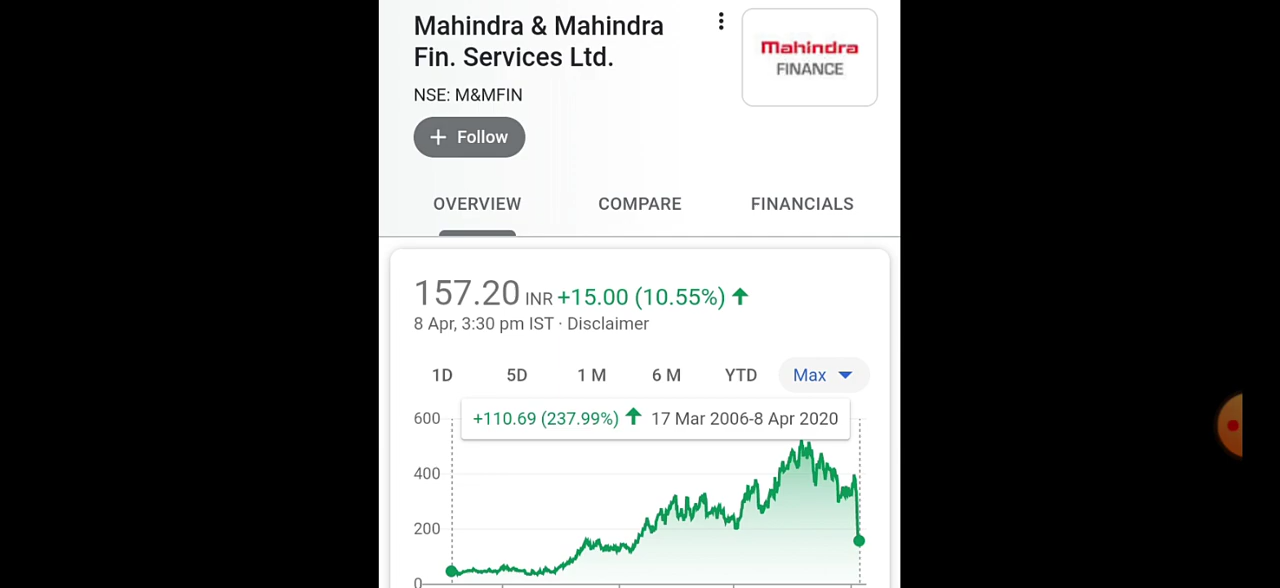 Mahindra & Mahindra
Fin. Services Ltd.
NSE: M&MFIN
+ Follow
Mahindra
FINANCE
OVERVIEW COMPARE FINANCIALS
157.20 INR +15.00 (10.55%)
8 Apr, 3:30 pm IST · Disclaimer
1D 5D 1 M 6 M YTD Max
+110.69 (237.99%) 17 Mar 2006-8 Apr 2020
600
400
200
0